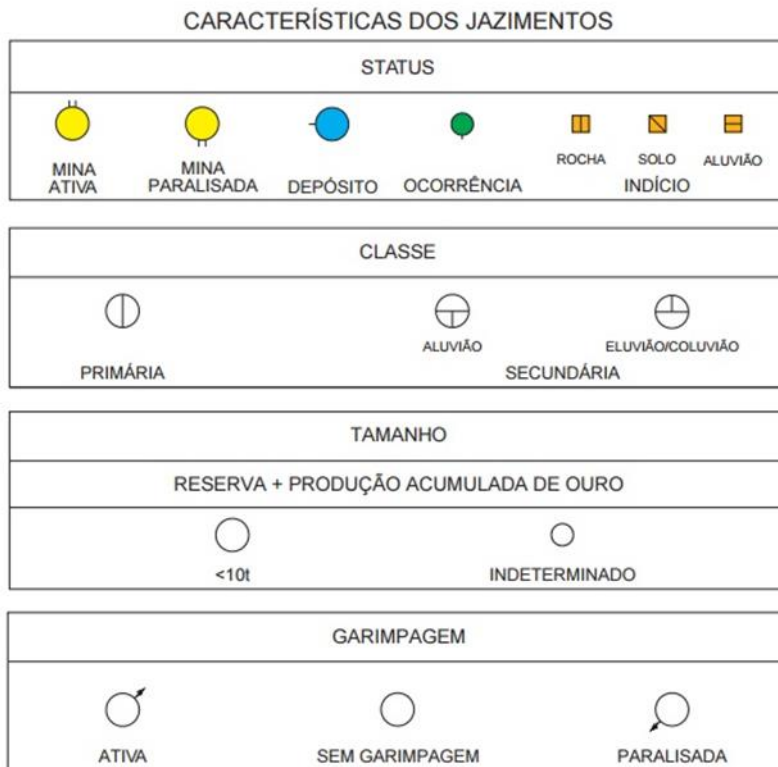 CARACTERÍSTICAS DOS JAZIMENTOS
STATUS
MINA ATIVA
MINA PARALISADA
DEPÓSITO
OCORRÊNCIA
ROCHA
SOLO
ALUVIÃO
INDÍCIO
CLASSE
PRIMÁRIA
ALUVIÃO
ELUVIÃO/COLUVIÃO
SECUNDÁRIA
TAMANHO
RESERVA + PRODUÇÃO ACUMULADA DE OURO
<10t
INDETERMINADO
GARIMPAGEM
ATIVA
SEM GARIMPAGEM
PARALISADA